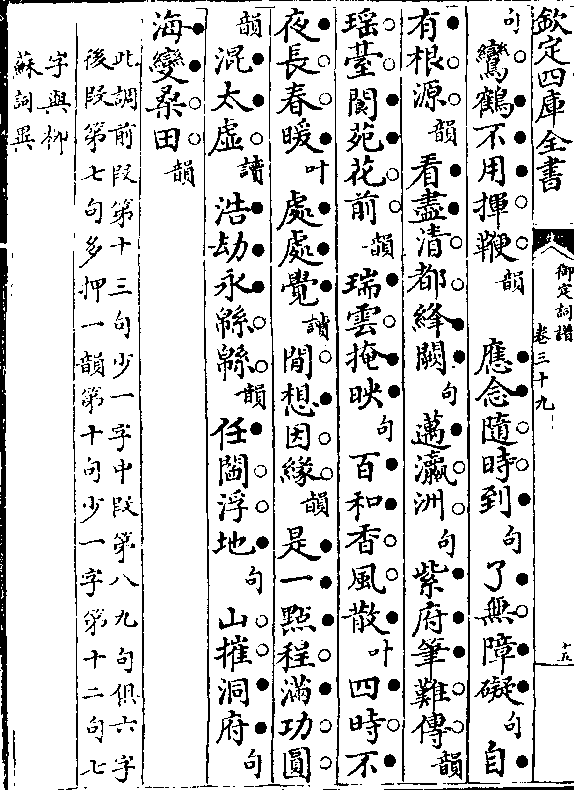 欽定四庫全書
御定詞譜
卷三十九
十五
句鸞鶴不用揮鞭韻應念隨時到句了無障礙句自
有根源韻看盡清都絳闕句邁瀛洲句紫府筆難傳韻
瑶臺閬苑花前韻瑞雲掩映句百和香風散叶四時不
夜長春暖叶處處覺讀閒想因緣韻是一點程滿功圓
韻混太虚讀浩劫永綿綿韻任閻浮地句山摧洞府句
海變桑田韻
此調前段第十三句少一字中段第八九句俱六字
後段第七句多押一韻第十句少一字第十二句七
字與柳
蘇詞異